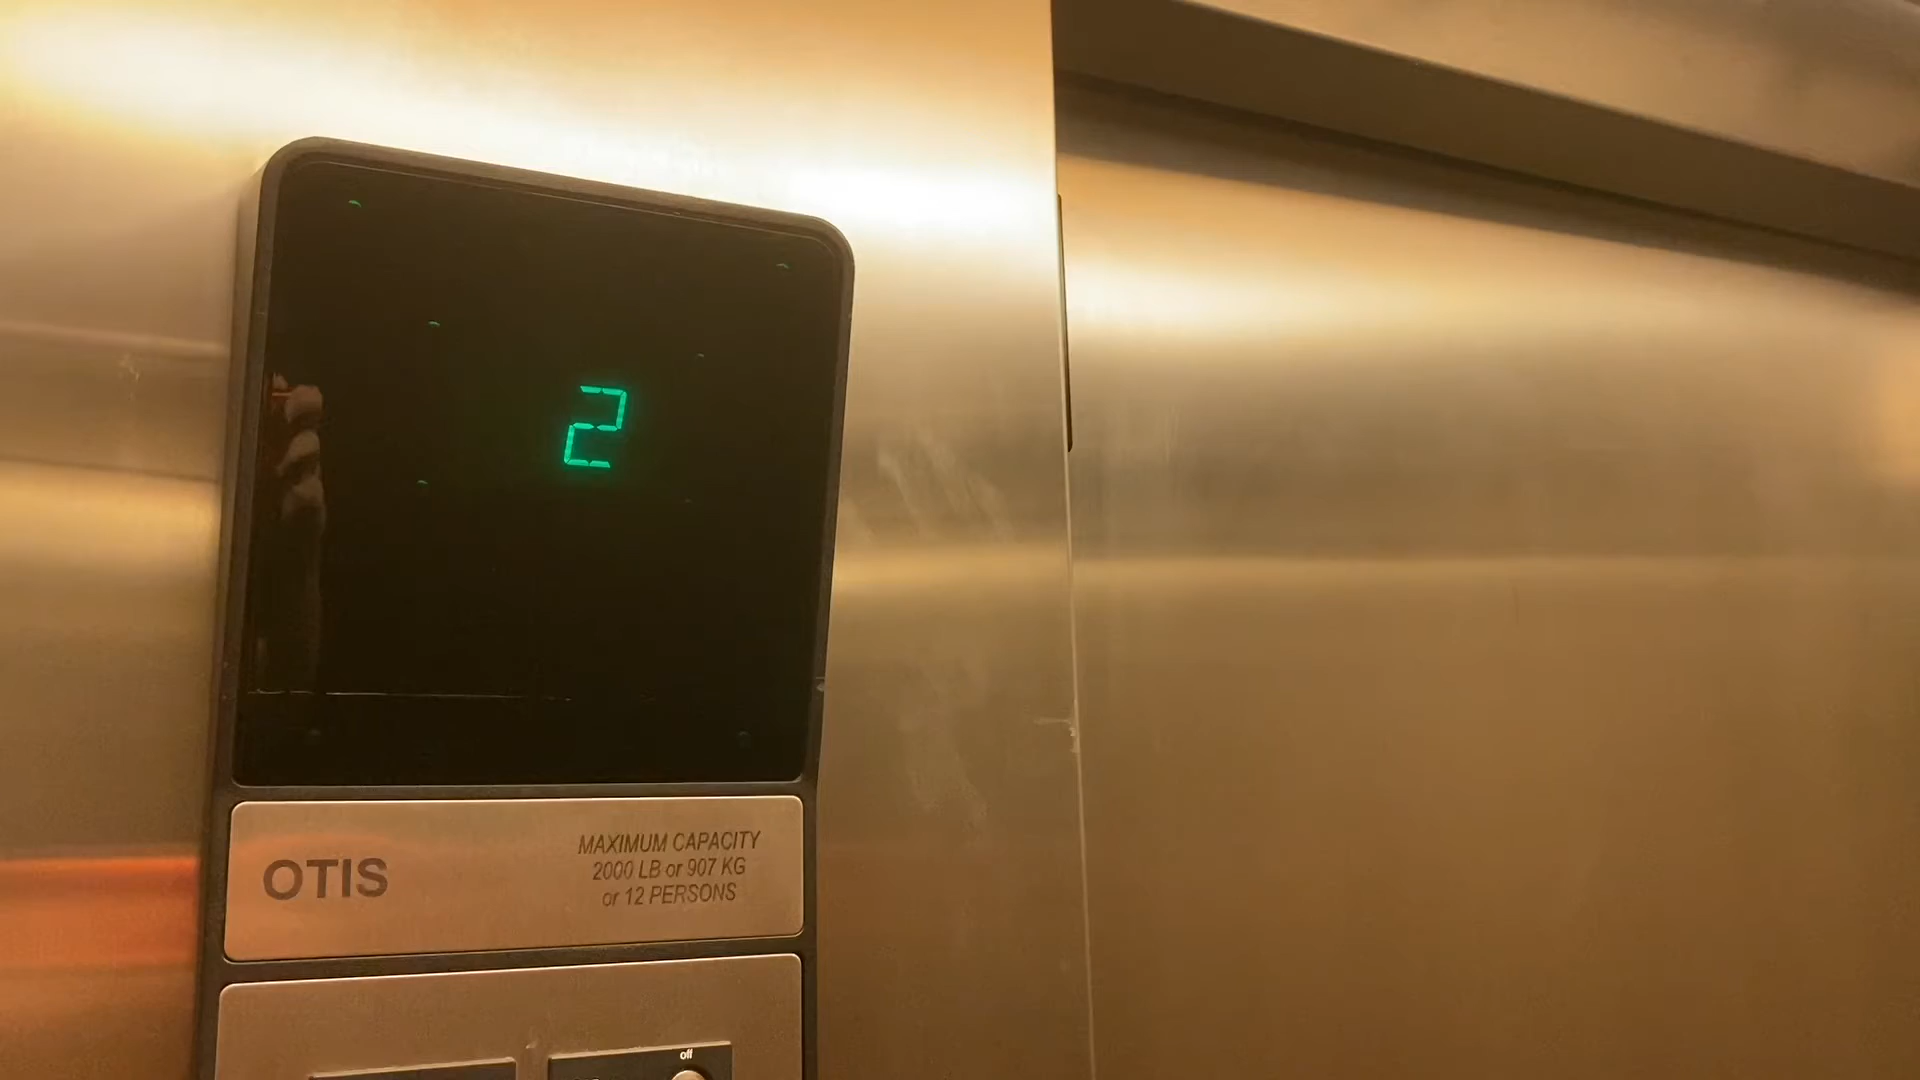 2
OTIS
MAXIMUM CAPACITY
2000 LB or 907 KG
or 12 PERSONS
off